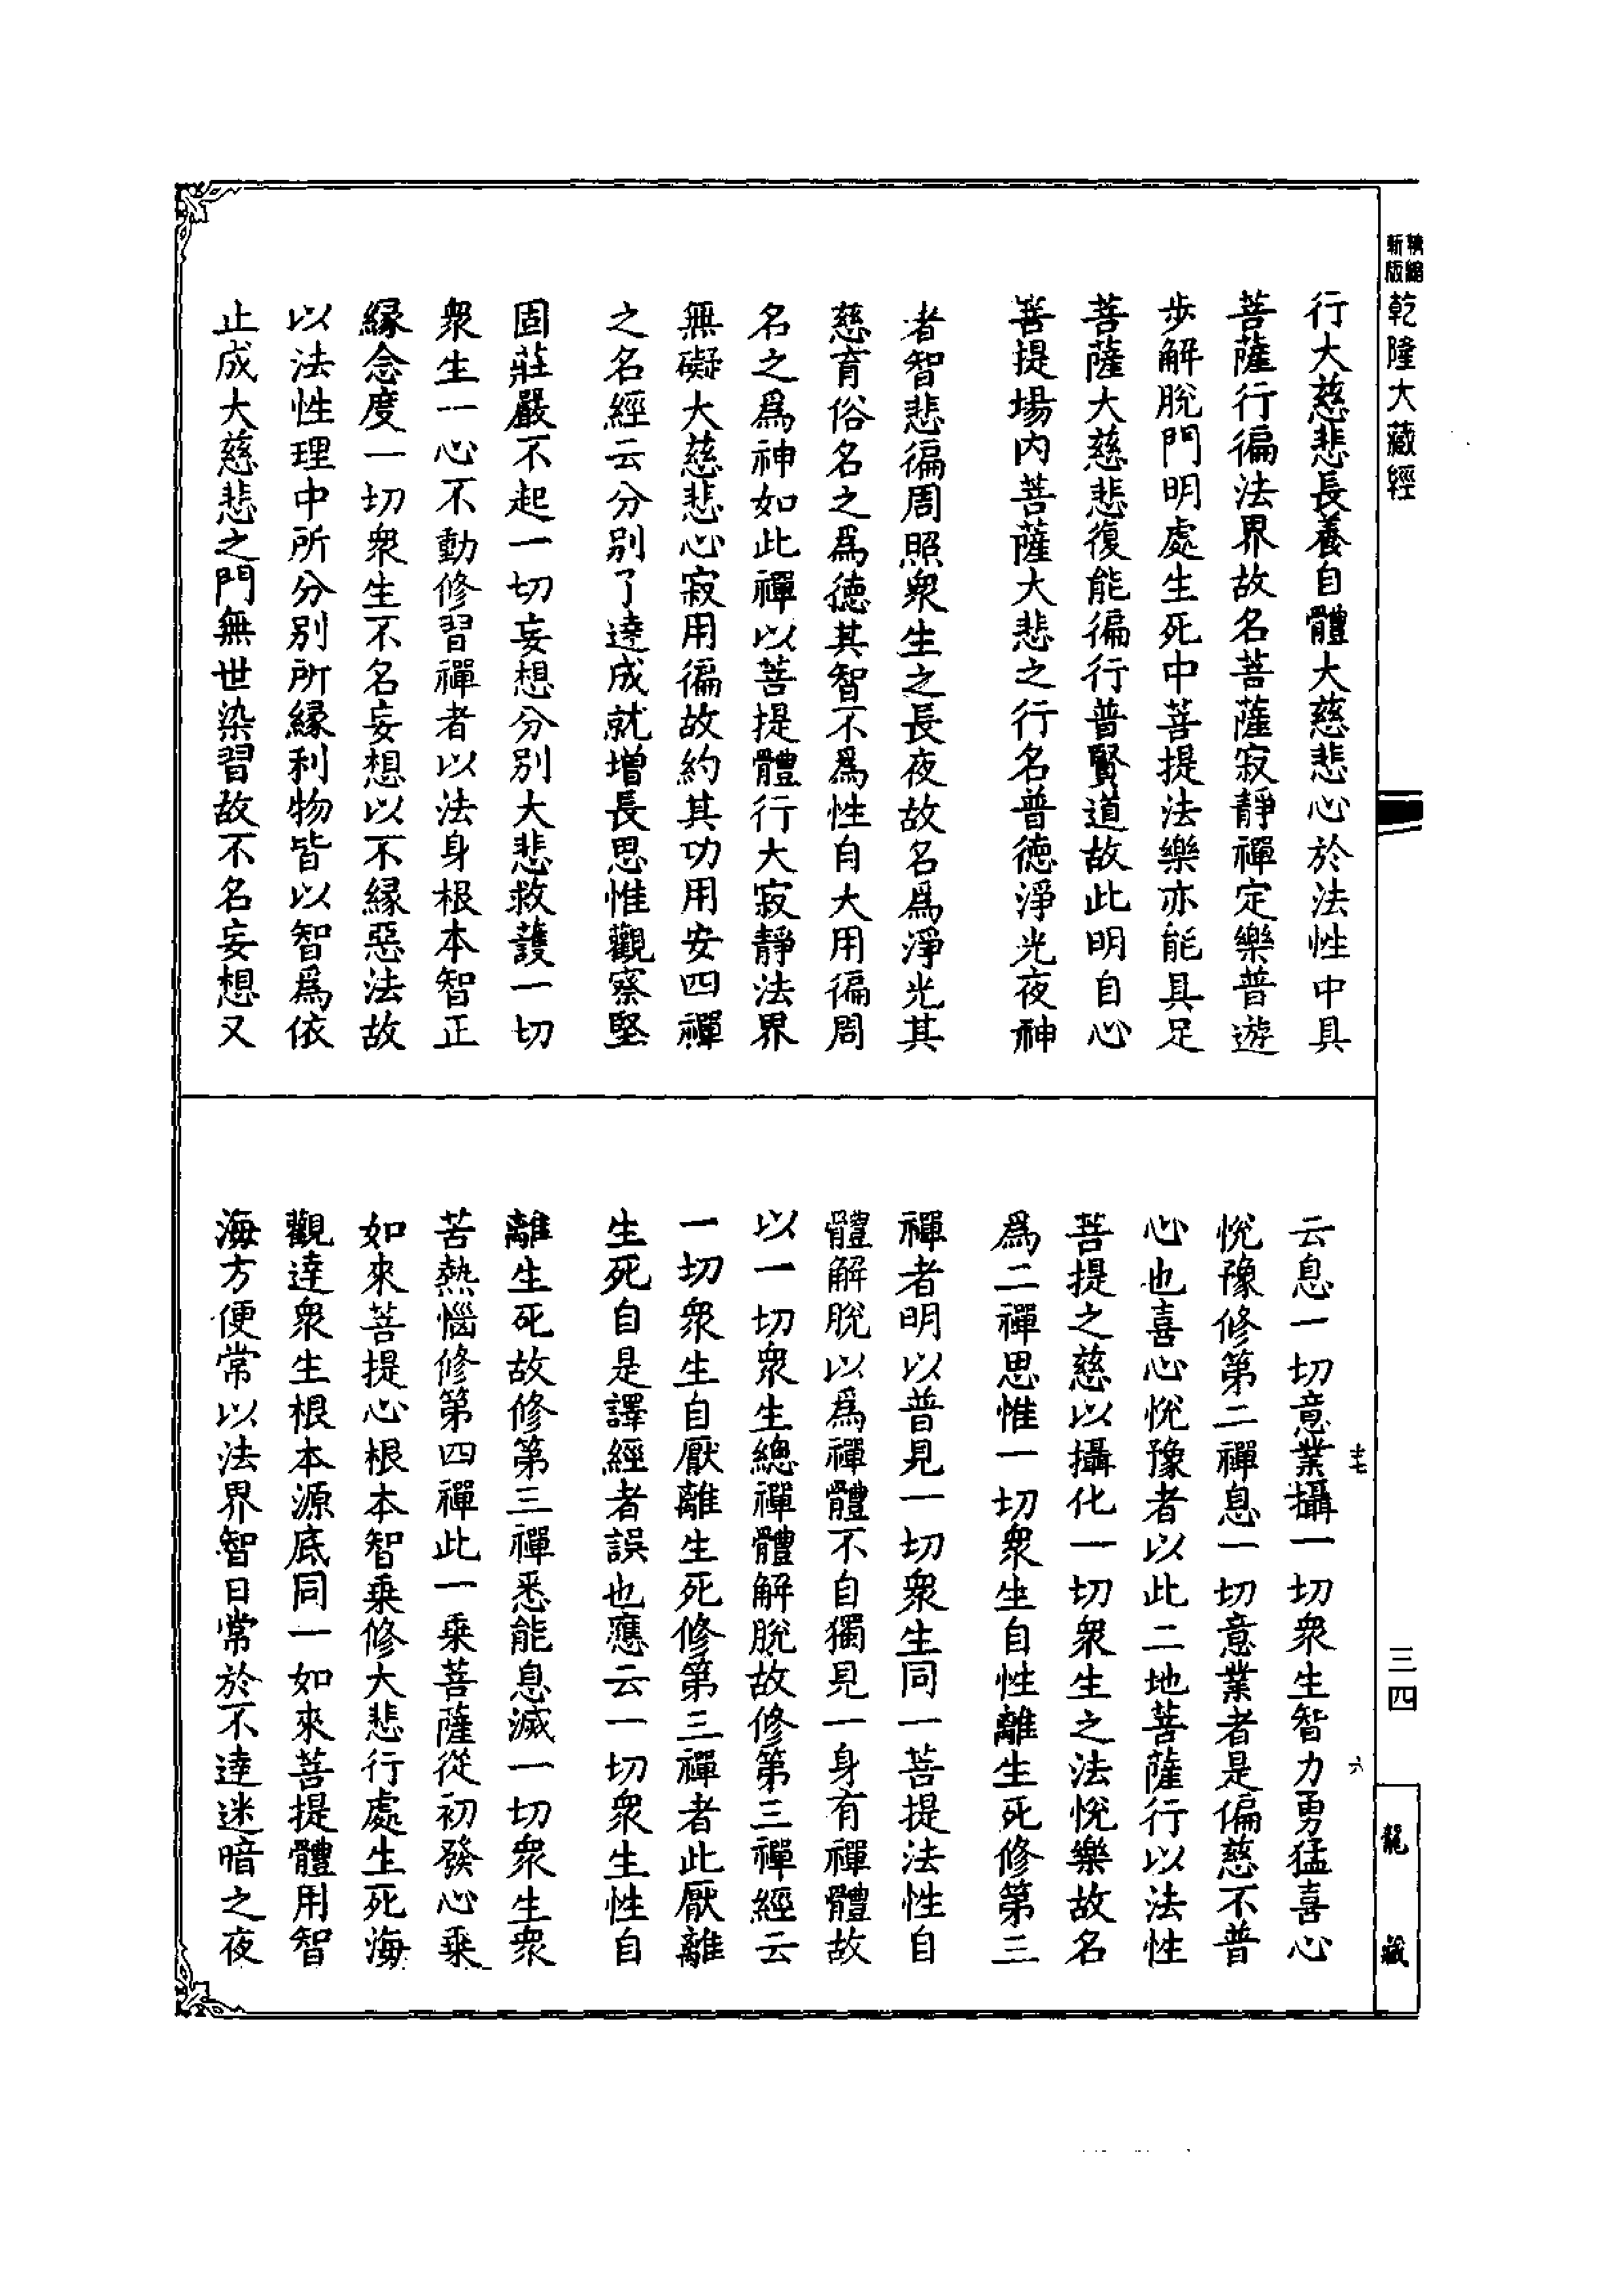 精縮新版
乾隆大藏經
行大慈悲長養自體大慈悲心於法性中具
菩薩行徧法界故名菩薩寂靜禪定樂普遊
步解脫門明處生死中菩提法樂亦能具足
菩薩大慈悲復能徧行普賢道故此明自心
菩提場內菩薩大悲之行名普德淨光夜神
者智悲徧周照衆生之長夜故名爲淨光其
慈育俗名之爲德其智不爲性自大用徧周
名之爲神如此禪以菩提體行大寂靜法界
無礙大慈悲心寂用徧故約其功用安四禪
之名經云分別了達成就增長思惟觀察堅
固莊嚴不起一切妄想分別大悲救護一切
衆生一心不動修習禪者以法身根本智正
緣念度一切衆生不名妄想以不緣惡法故
以法性理中所分別所緣利物皆以智爲依
止成大慈悲之門無世染習故不名妄想又
云息一切意業攝一切衆生智力勇猛喜心
悅豫修第二禪息一切意業者是偏慈不普
心也喜心悅豫者以此二地菩薩行以法性
菩提之慈以攝化一切衆生之法悅樂故名
爲二禪思惟一切衆生自性離生死修第三
禪者明以普見一切衆生同一菩提法性自
體解脫以爲禪體不自獨見一身有禪體故
以一切衆生總禪體解脫故修第三禪經云
一切衆生自厭離生死修第三禪者此厭離
生死自是譯經者誤也應云一切衆生性自
離生死故修第三禪悉能息滅一切衆生衆
苦熱惱修第四禪此一乘菩薩從初發心乘
如來菩提心根本智乘修大悲行處生死海
觀達衆生根本源底同一如來菩提體用智
海方便常以法界智日常於不達迷暗之夜
三四
六
龍藏